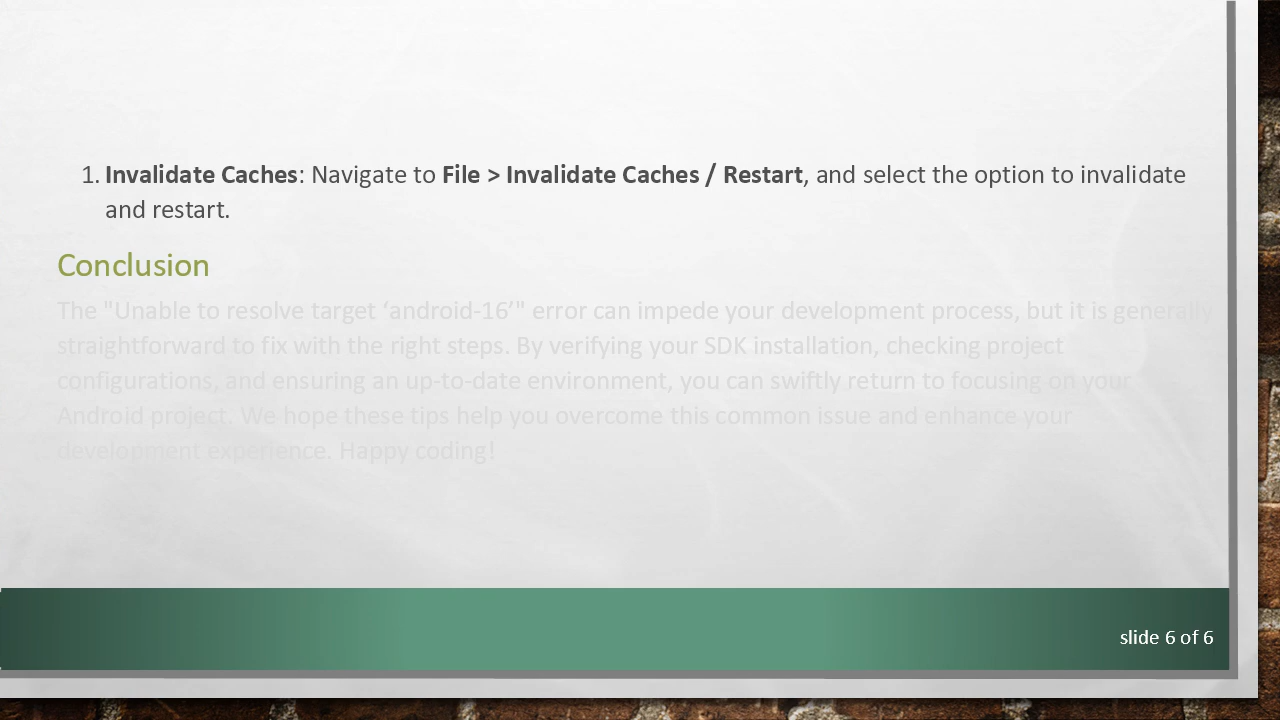 1. Invalidate Caches: Navigate to File > Invalidate Caches / Restart, and select the option to invalidate
and restart.
Conclusion
The "Unable to resolve target ‘android-16’" error can impede your development process, but it is generally
straightforward to fix with the right steps. By verifying your SDK installation, checking project
configurations, and ensuring an up-to-date environment, you can swiftly return to focusing on your
Android project. We hope these tips help you overcome this common issue and enhance your
development experience. Happy coding!
slide 6 of 6